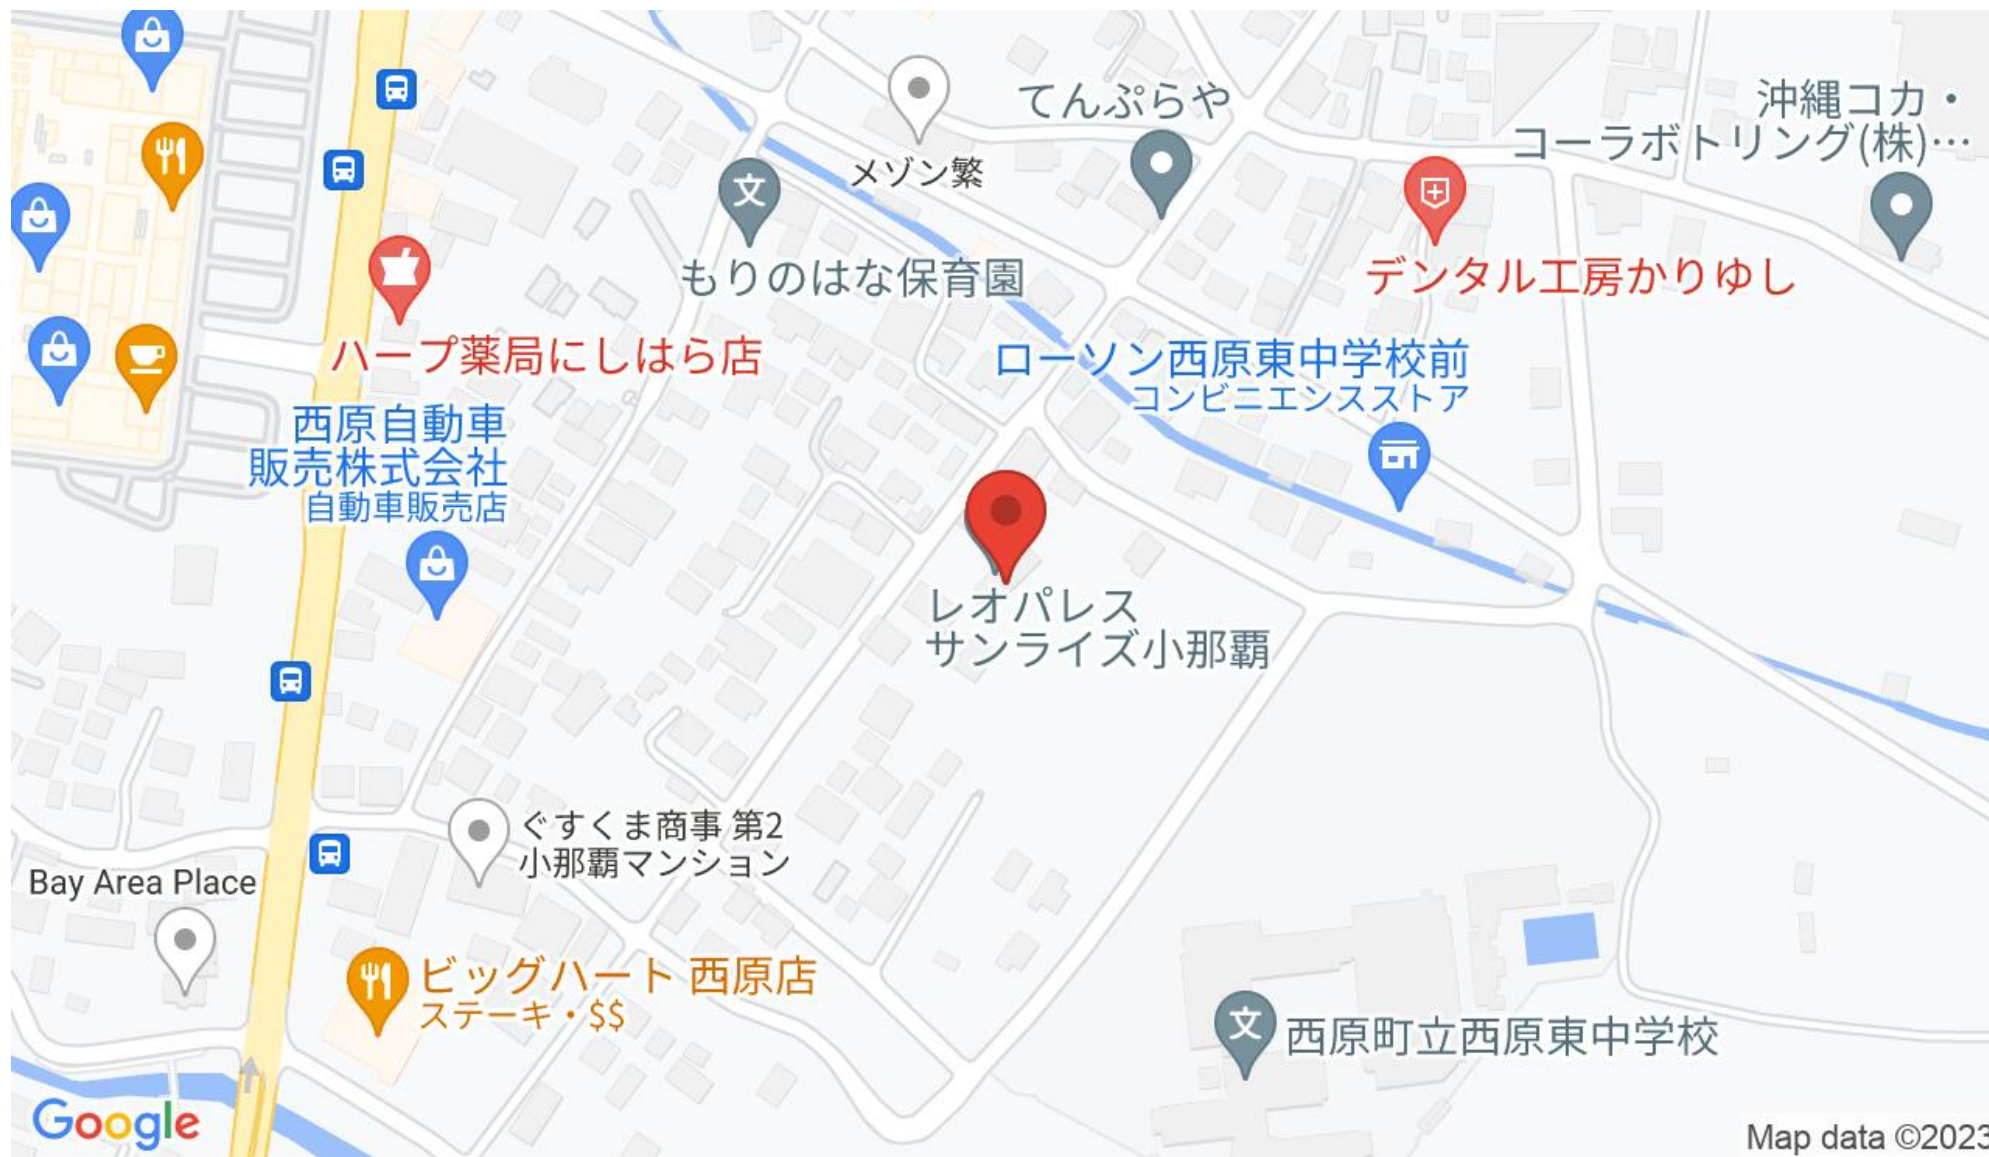 てんぷらや
沖縄コカ・
コーラボトリング(株)…
メゾン繁
もりのはな保育園
デンタル工房かりゆし
ハープ薬局にしはら店
ローソン西原東中学校前
コンビニエンスストア
西原自動車
販売株式会社
自動車販売店
レオパレス
サンライズ小那覇
ぐすくま商事 第2
小那覇マンション
Bay Area Place
ビッグハート 西原店
ステーキ・$$
西原町立西原東中学校
Google
Map data ©2023
文
文